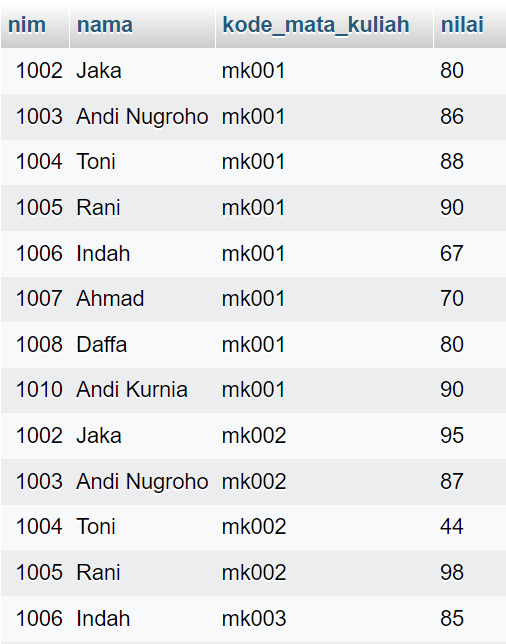 nim nama kode_mata_kuliah nilai
1002 Jaka mk001 80
1003 Andi Nugroho mk001 86
1004 Toni mk001 88
1005 Rani mk001 90
1006 Indah mk001 67
1007 Ahmad mk001 70
1008 Daffa mk001 80
1010 Andi Kurnia mk001 90
1002 Jaka mk002 95
1003 Andi Nugroho mk002 87
1004 Toni mk002 44
1005 Rani mk002 98
1006 Indah mk003 85